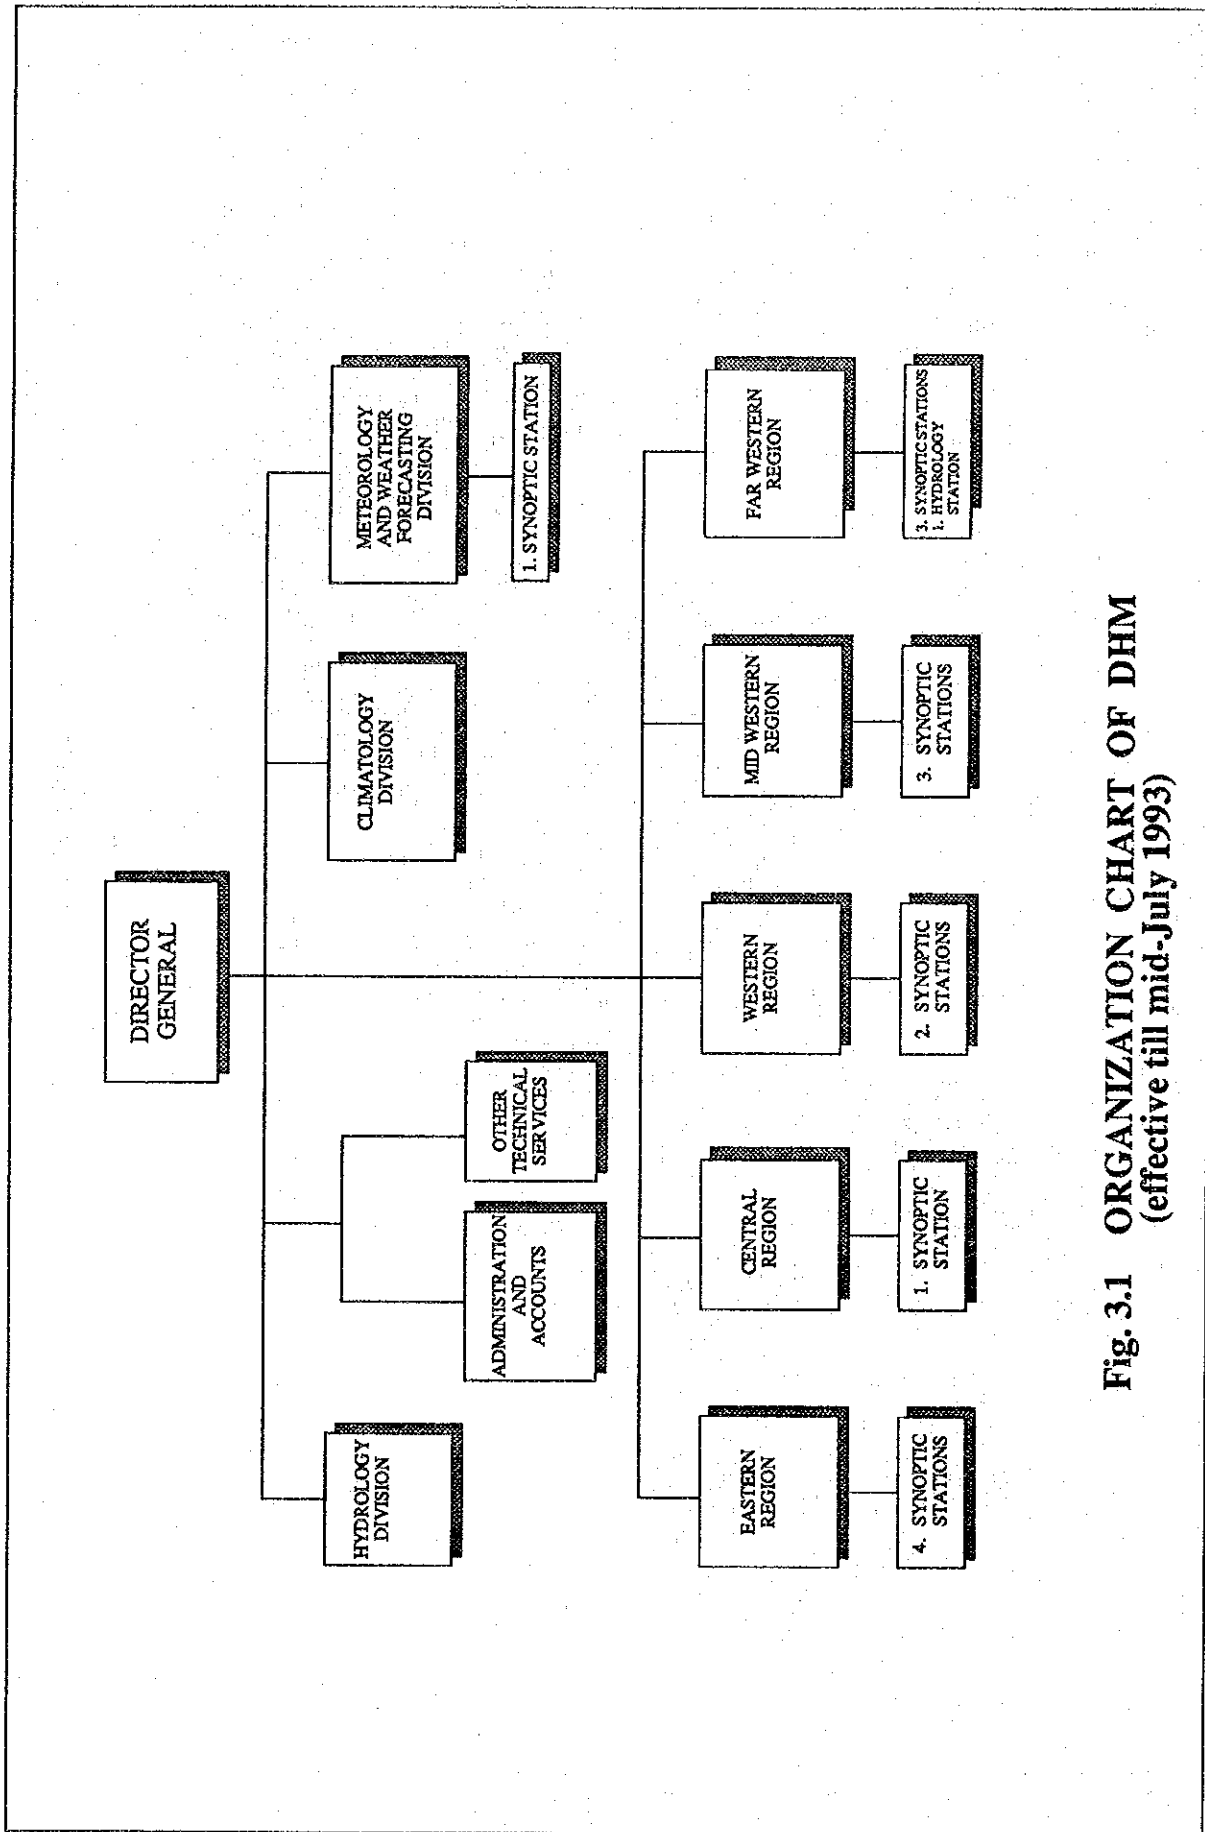 DIRECTOR
GENERAL
HYDROLOGY
DIVISION
ADMINISTRATION
AND
ACCOUNTS
OTHER
TECHNICAL
SERVICES
CLIMATOLOGY
DIVISION
METEOROLOGY
AND WEATHER
FORECASTING
DIVISION
1. SYNOPTIC STATION
EASTERN
REGION
4. SYNOPTIC
STATIONS
CENTRAL
REGION
1. SYNOPTIC
STATION
WESTERN
REGION
2. SYNOPTIC
STATIONS
MID WESTERN
REGION
3. SYNOPTIC
STATIONS
FAR WESTERN
REGION
3. SYNOPTIC STATIONS
1. HYDROLOGY
STATION
Fig. 3.1 ORGANIZATION CHART OF DHM
(effective till mid-July 1993)